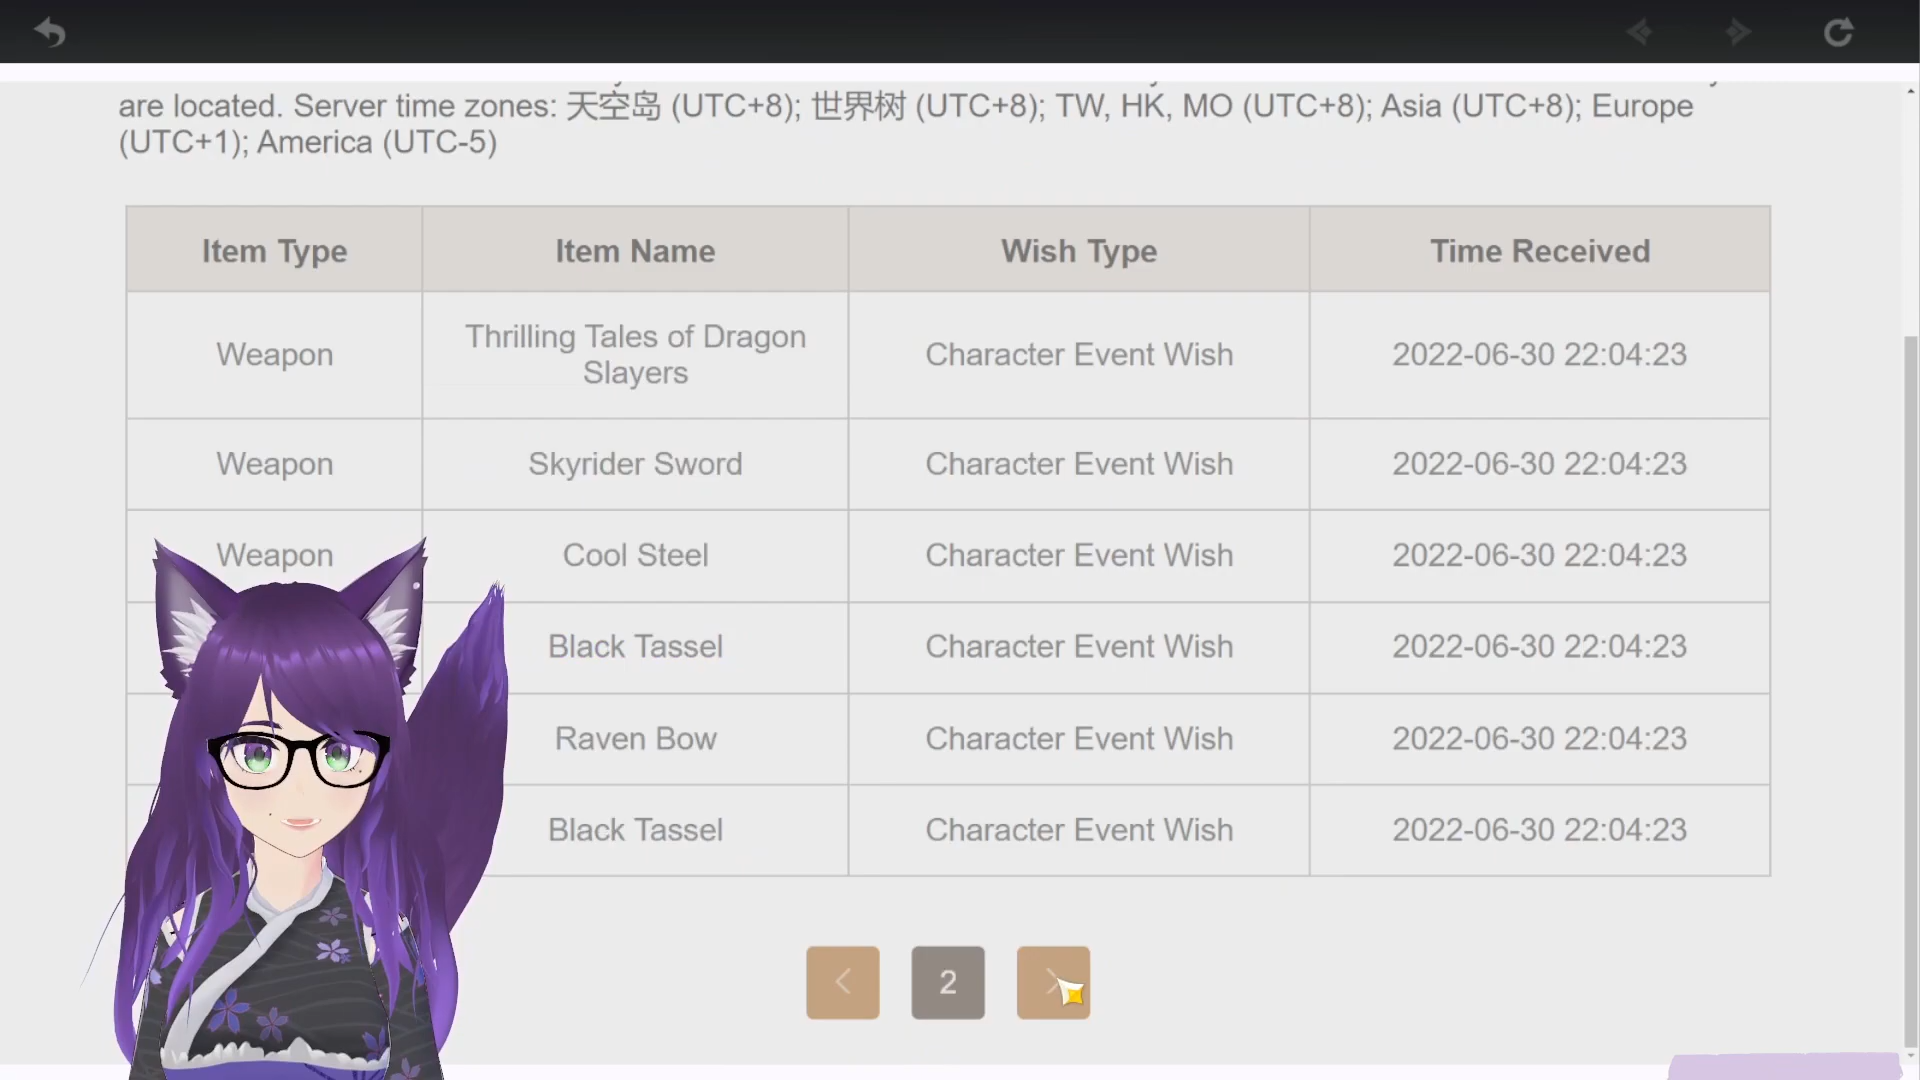 are located. Server time zones: 天空岛 (UTC+8); 世界树 (UTC+8); TW, HK, MO (UTC+8); Asia (UTC+8); Europe
(UTC+1); America (UTC-5)
Item Type Item Name Wish Type Time Received
Weapon Thrilling Tales of Dragon Slayers Character Event Wish 2022-06-30 22:04:23
Weapon Skyrider Sword Character Event Wish 2022-06-30 22:04:23
Weapon Cool Steel Character Event Wish 2022-06-30 22:04:23
Black Tassel Character Event Wish 2022-06-30 22:04:23
Raven Bow Character Event Wish 2022-06-30 22:04:23
Black Tassel Character Event Wish 2022-06-30 22:04:23
2